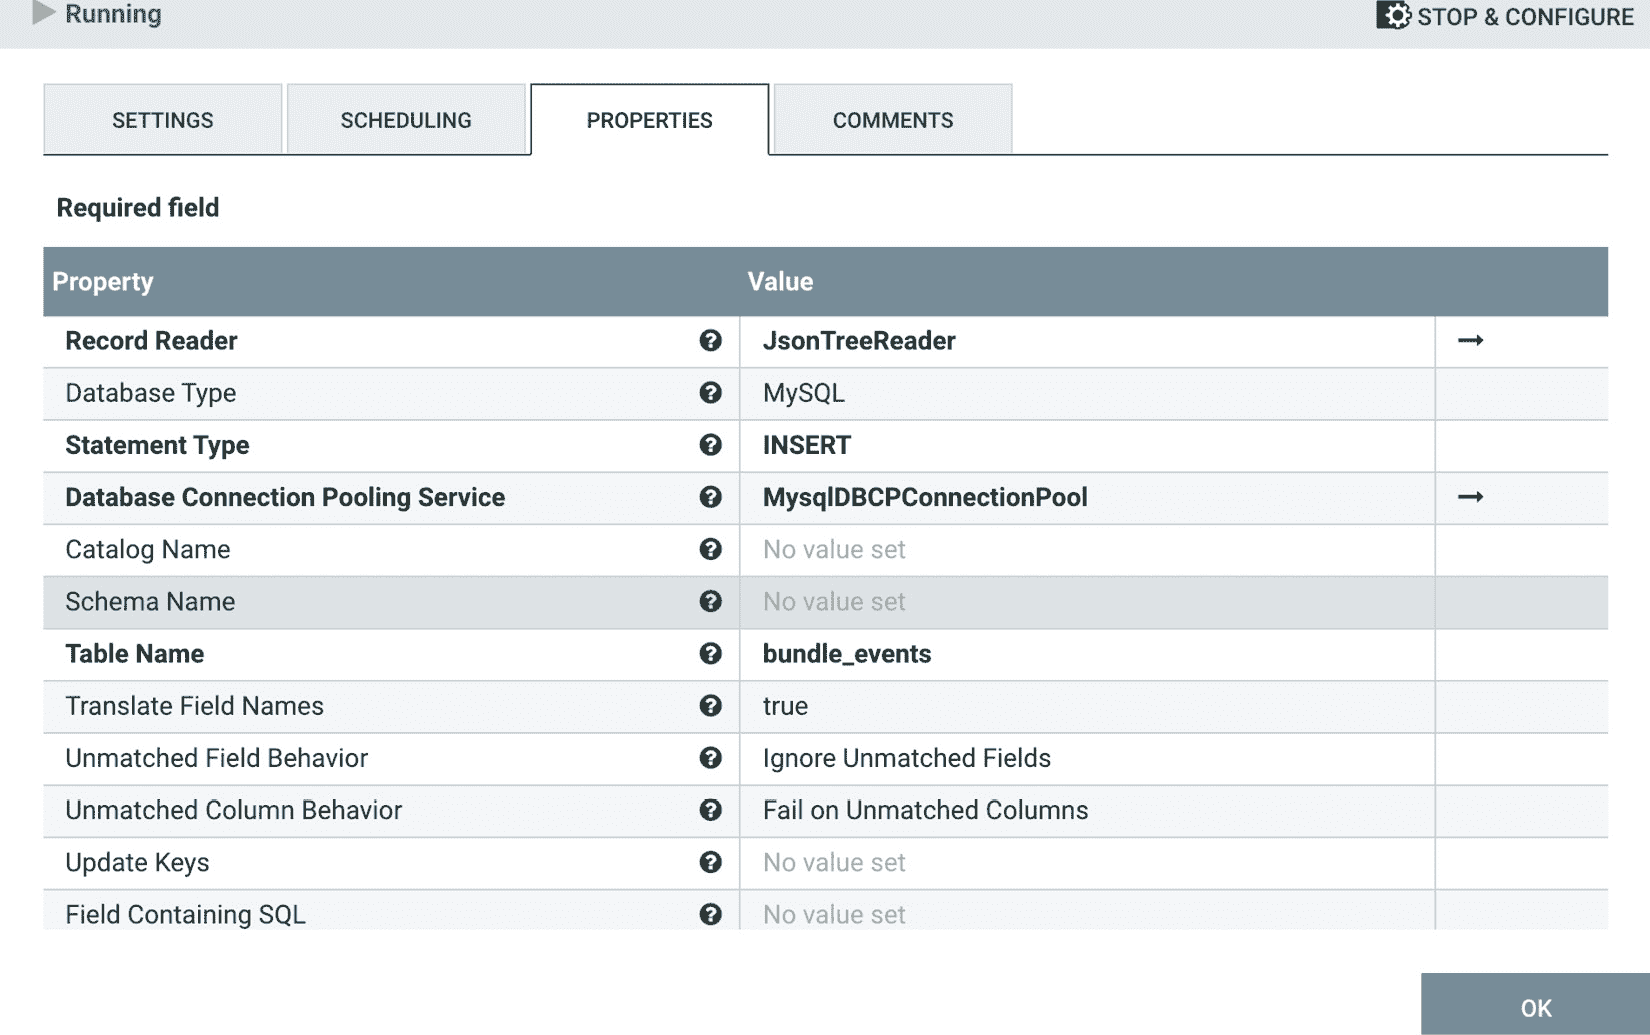 Running
STOP & CONFIGURE
SETTINGS
SCHEDULING
PROPERTIES
COMMENTS
Required field
Property Value
Record Reader JsonTreeReader
Database Type MySQL
Statement Type INSERT
Database Connection Pooling Service MysqlDBCPConnectionPool
Catalog Name No value set
Schema Name No value set
Table Name bundle_events
Translate Field Names true
Unmatched Field Behavior Ignore Unmatched Fields
Unmatched Column Behavior Fail on Unmatched Columns
Update Keys No value set
Field Containing SQL No value set
OK